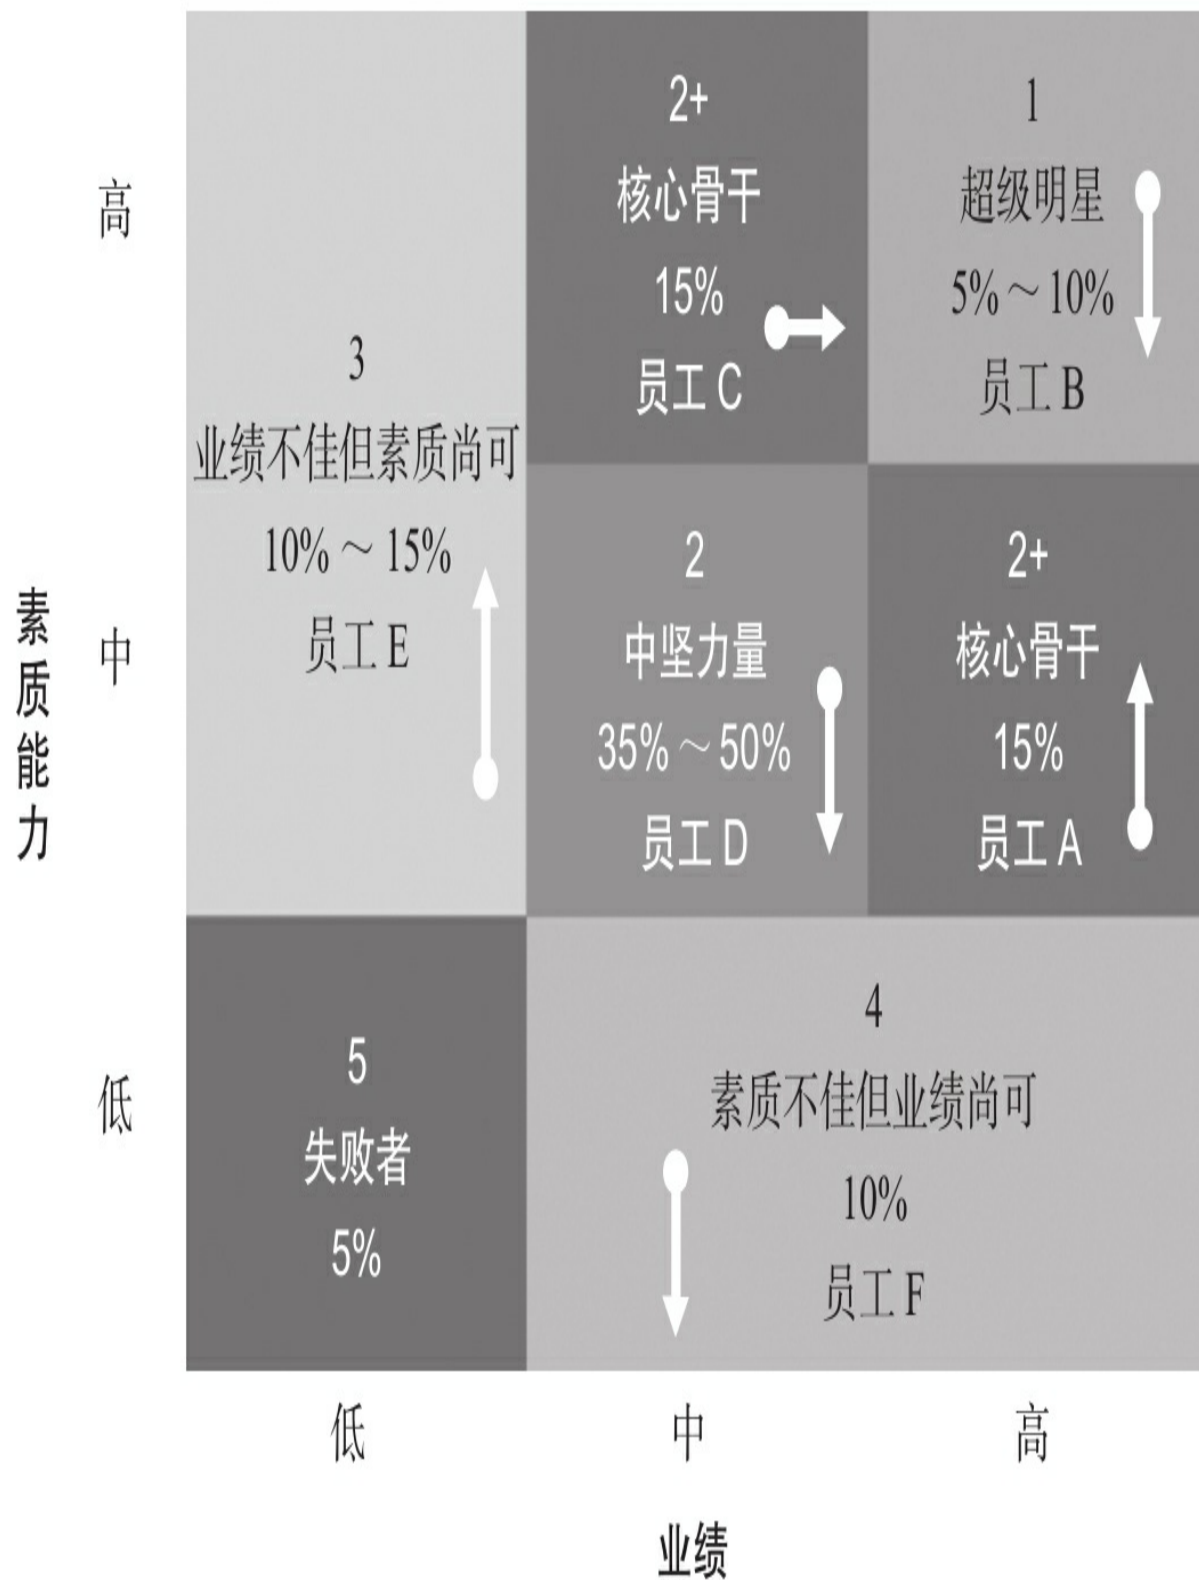 素质能力
高
中
低
2+
核心骨干
15%
员工 C
1
超级明星
5%～10%
员工 B
3
业绩不佳但素质尚可
10%～15%
员工 E
2
中坚力量
35%～50%
员工 D
2+
核心骨干
15%
员工 A
5
失败者
5%
4
素质不佳但业绩尚可
10%
员工 F
低
中
高
业绩